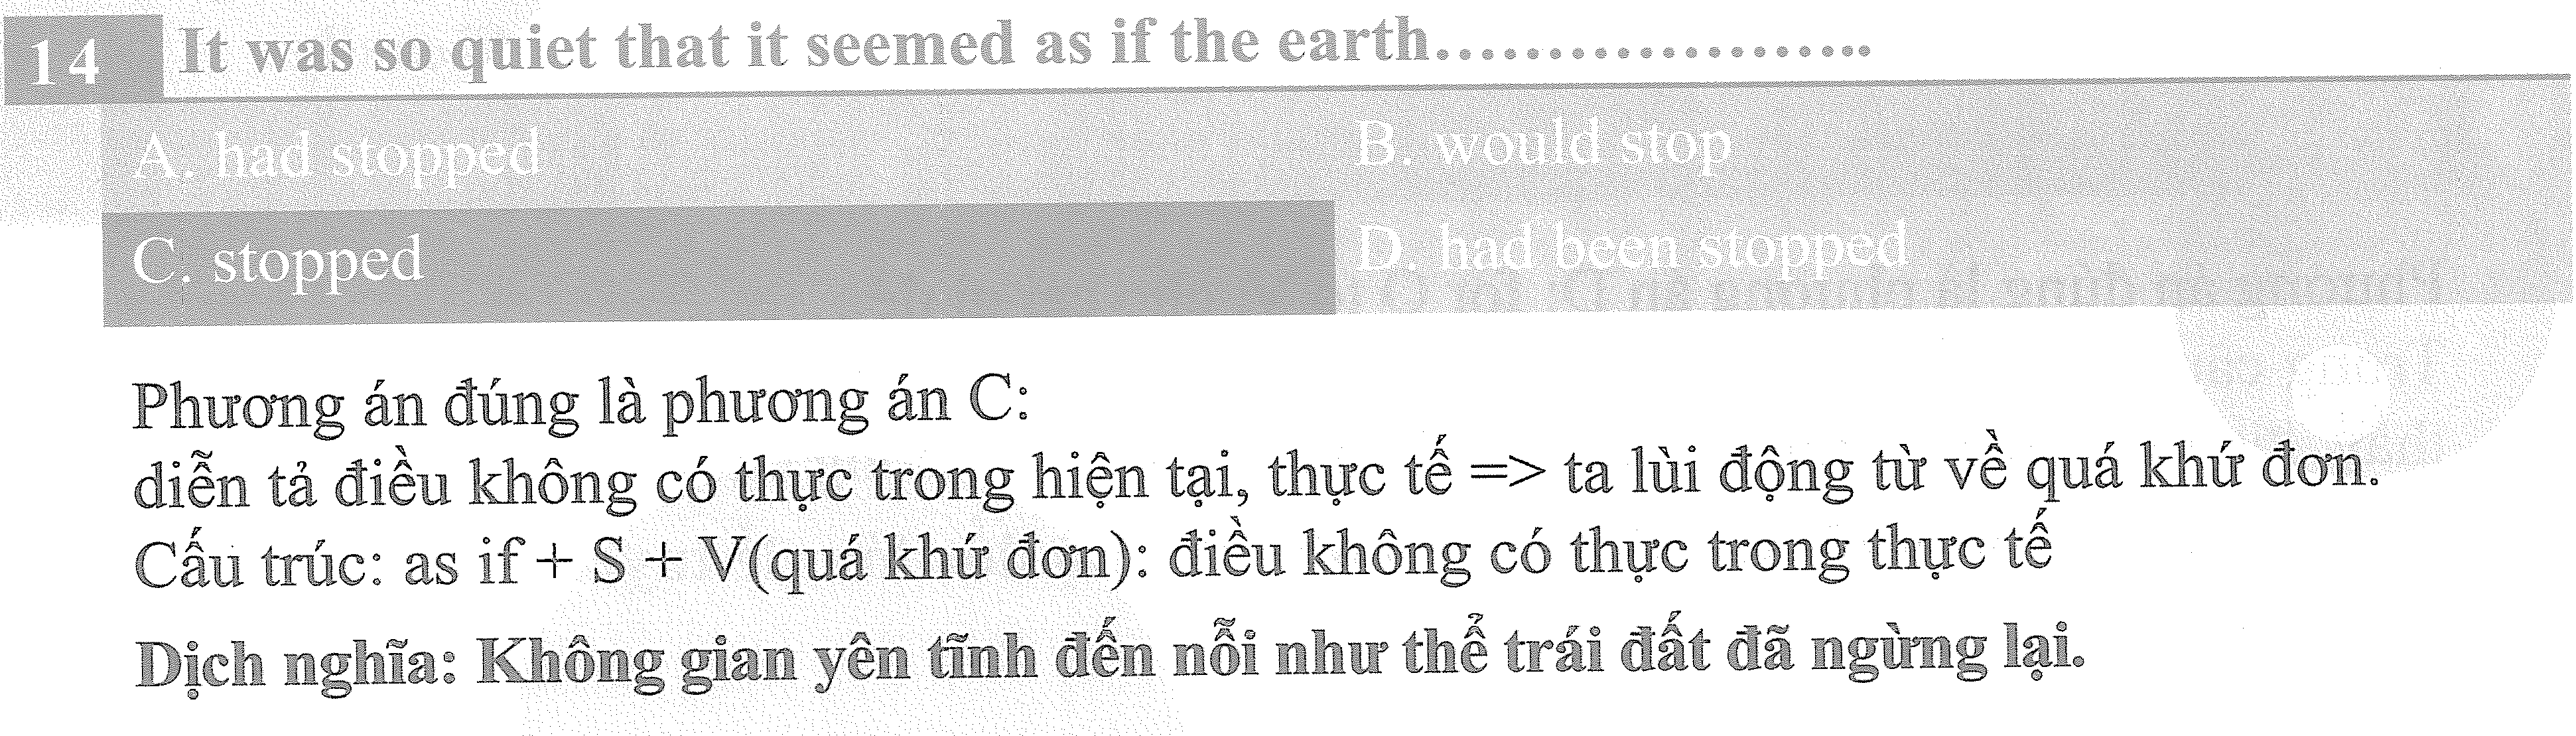 14 It was so quiet that it seemed as if the earth...................
A. had stopped B. would stop
C. stopped D. had been stopped
Phương án đúng là phương án C:
diễn tả điều không có thực trong hiện tại, thực tế => ta lùi động từ về quá khứ đơn.
Cấu trúc: as if + S + V(quá khứ đơn): điều không có thực trong thực tế
Dịch nghĩa: Không gian yên tĩnh đến nỗi như thể trái đất đã ngừng lại.